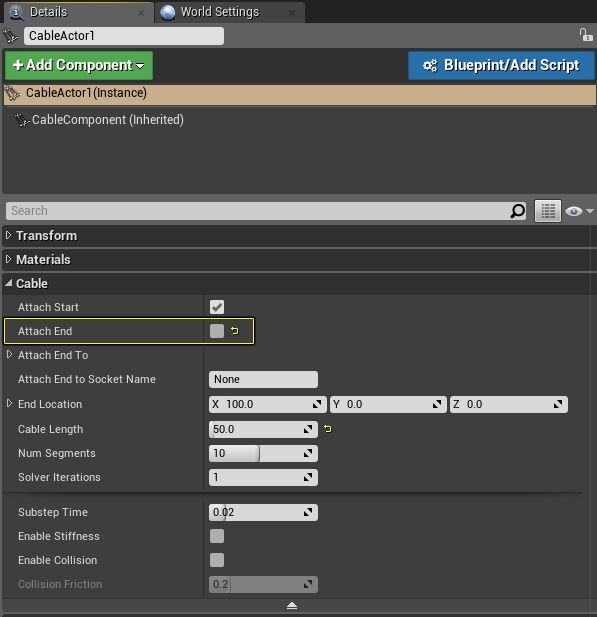 Details World Settings
CableActor1
+ Add Component Blueprint/Add Script
CableActor1(Instance)
CableComponent (Inherited)
Search
Transform
Materials
Cable
Attach Start
Attach End
Attach End To
Attach End to Socket Name None
End Location X 100.0 Y 0.0 Z 0.0
Cable Length 50.0
Num Segments 10
Solver Iterations 1
Substep Time 0.02
Enable Stiffness
Enable Collision
Collision Friction 0.2